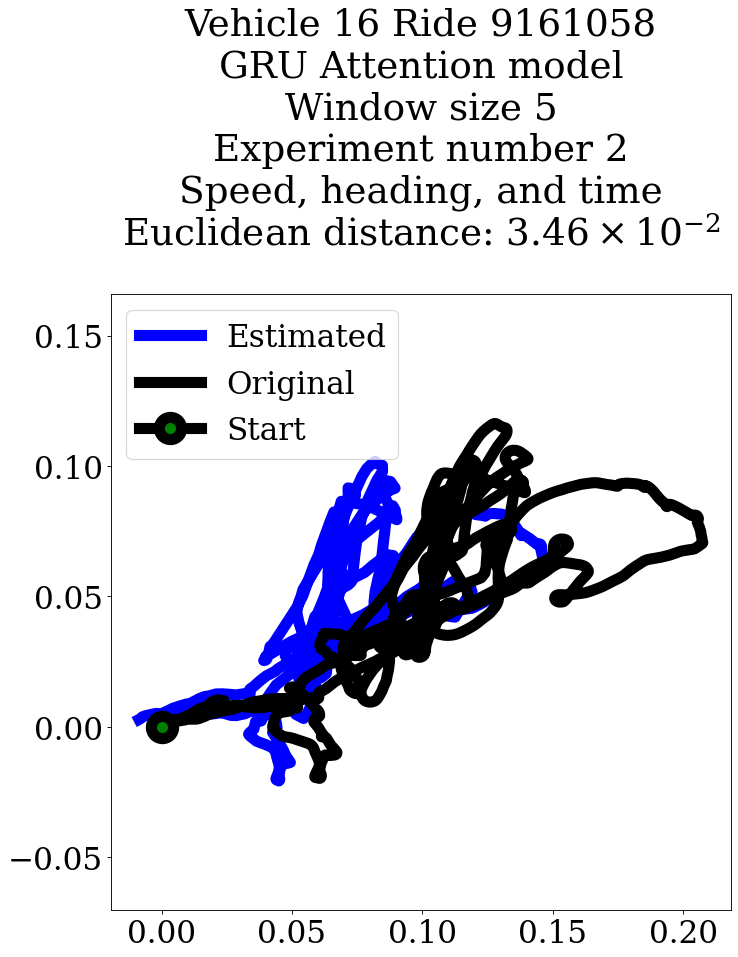 Vehicle 16 Ride 9161058
GRU Attention model
Window size 5
Experiment number 2
Speed, heading, and time
Euclidean distance: 3.46 × 10⁻²
Estimated
Original
Start
0.15
0.10
0.05
0.00
−0.05
0.00 0.05 0.10 0.15 0.20